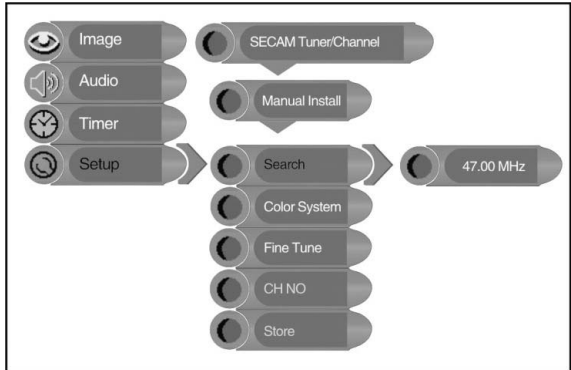 Image
SECAM Tuner/Channel
Audio
Manual Install
Timer
Setup
Search
47.00 MHz
Color System
Fine Tune
CH NO
Store